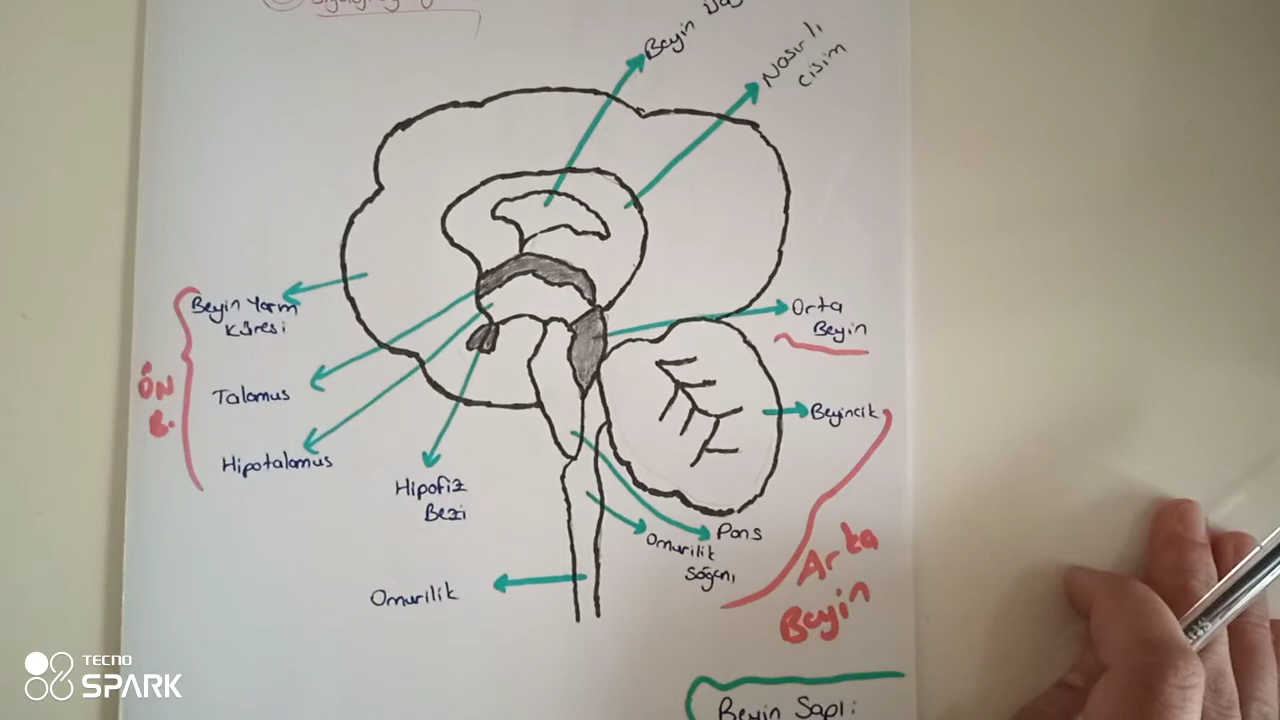 Beyin
Nasırlı
cisim
Beyin Yarım
Küresi
Orta
Beyin
ÖN
B.
Talamus
Beyincik
Hipotalamus
Hipofiz
Bezi
Pons
Omurilik
Soğanı
Arka
Beyin
Omurilik
Beyin Sapı:
TECNO
SPARK